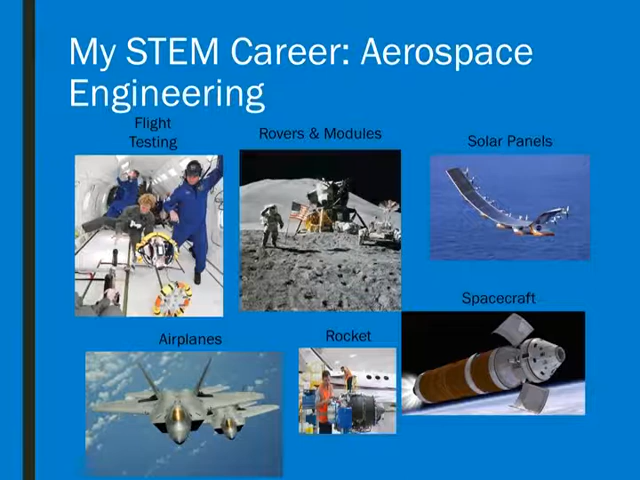 My STEM Career: Aerospace
Engineering
Flight
Testing
Rovers & Modules
Solar Panels
Airplanes
Rocket
Spacecraft